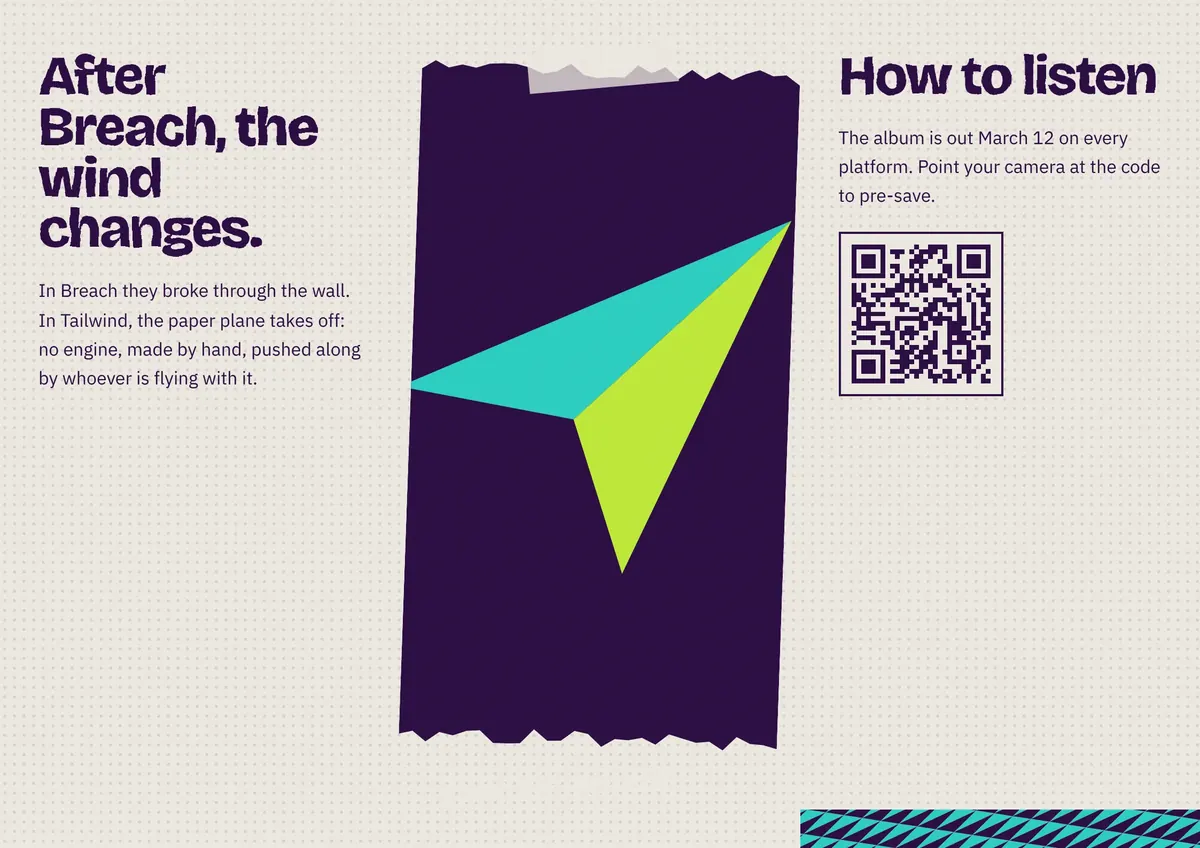 After
Breach, the
wind
changes.
In Breach they broke through the wall.
In Tailwind, the paper plane takes off:
no engine, made by hand, pushed along
by whoever is flying with it.
How to listen
The album is out March 12 on every
platform. Point your camera at the code
to pre-save.